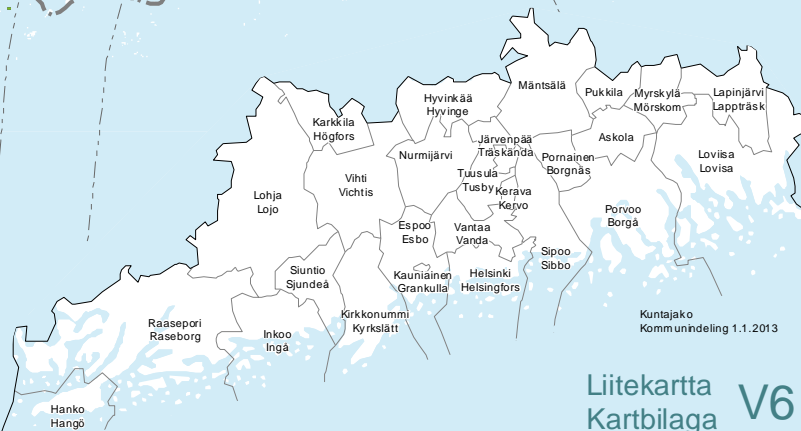 Mäntsälä
Pukkila
Myrskylä
Mörskom
Lapinjärvi
Lappträsk
Hyvinkää
Hyvinge
Karkkila
Högfors
Järvenpää
Träskända
Askola
Nurmijärvi
Pornainen
Borgnäs
Loviisa
Lovisa
Vihti
Vichtis
Tuusula
Tusby
Kerava
Kervo
Lohja
Lojo
Porvoo
Borgå
Espoo
Esbo
Vantaa
Vanda
Sipoo
Sibbo
Siuntio
Sjundeå
Kauniainen
Grankulla
Helsinki
Helsingfors
Kirkkonummi
Kyrkslätt
Raasepori
Raseborg
Inkoo
Ingå
Kuntajako
Kommunindeling 1.1.2013
Hanko
Hangö
Liitekartta
Kartbilaga
V6